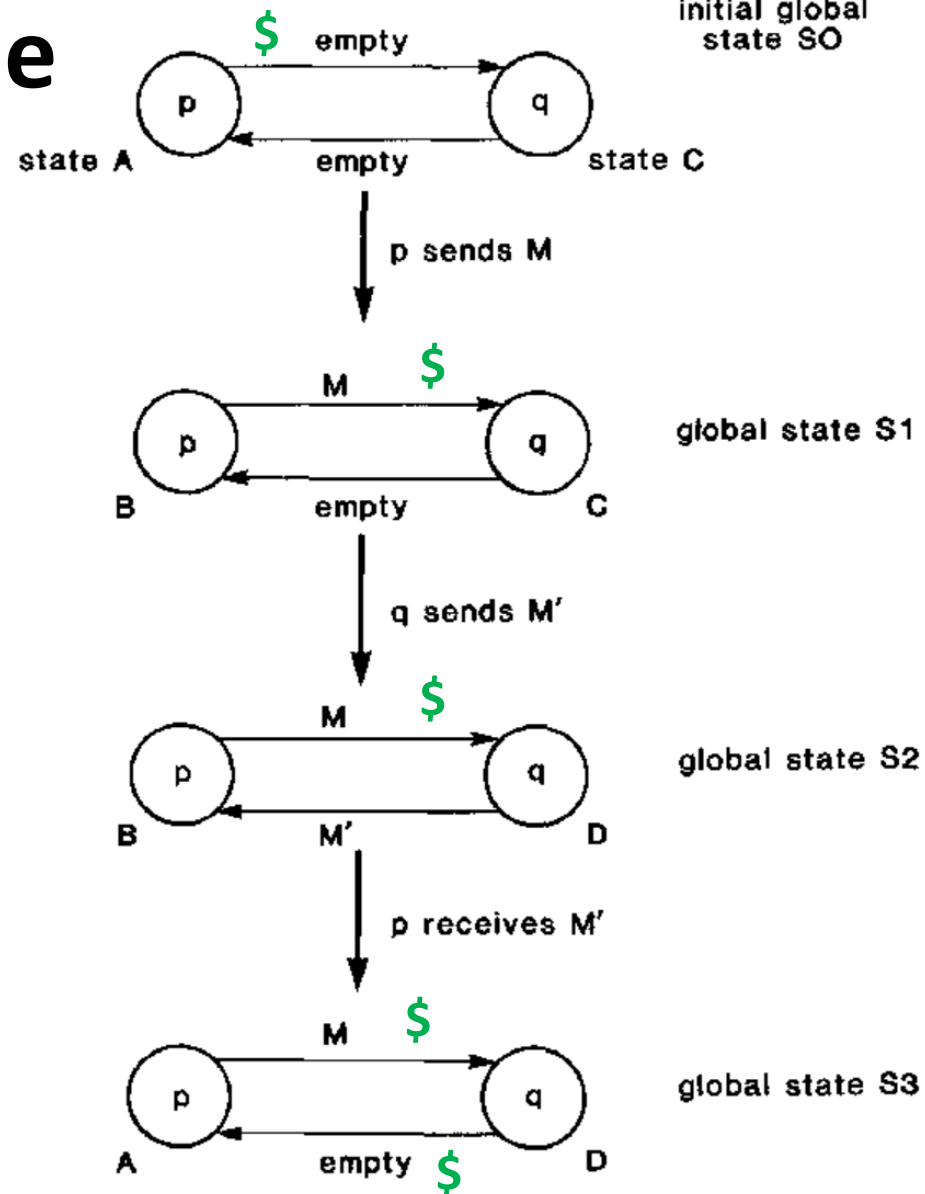 e
$ empty
initial global
state SO
p
q
state A
empty
state C
p sends M
M $
p
q
global state S1
B
empty
C
q sends M′
M $
p
q
global state S2
B
M′
D
p receives M′
M $
p
q
global state S3
A
empty $
D